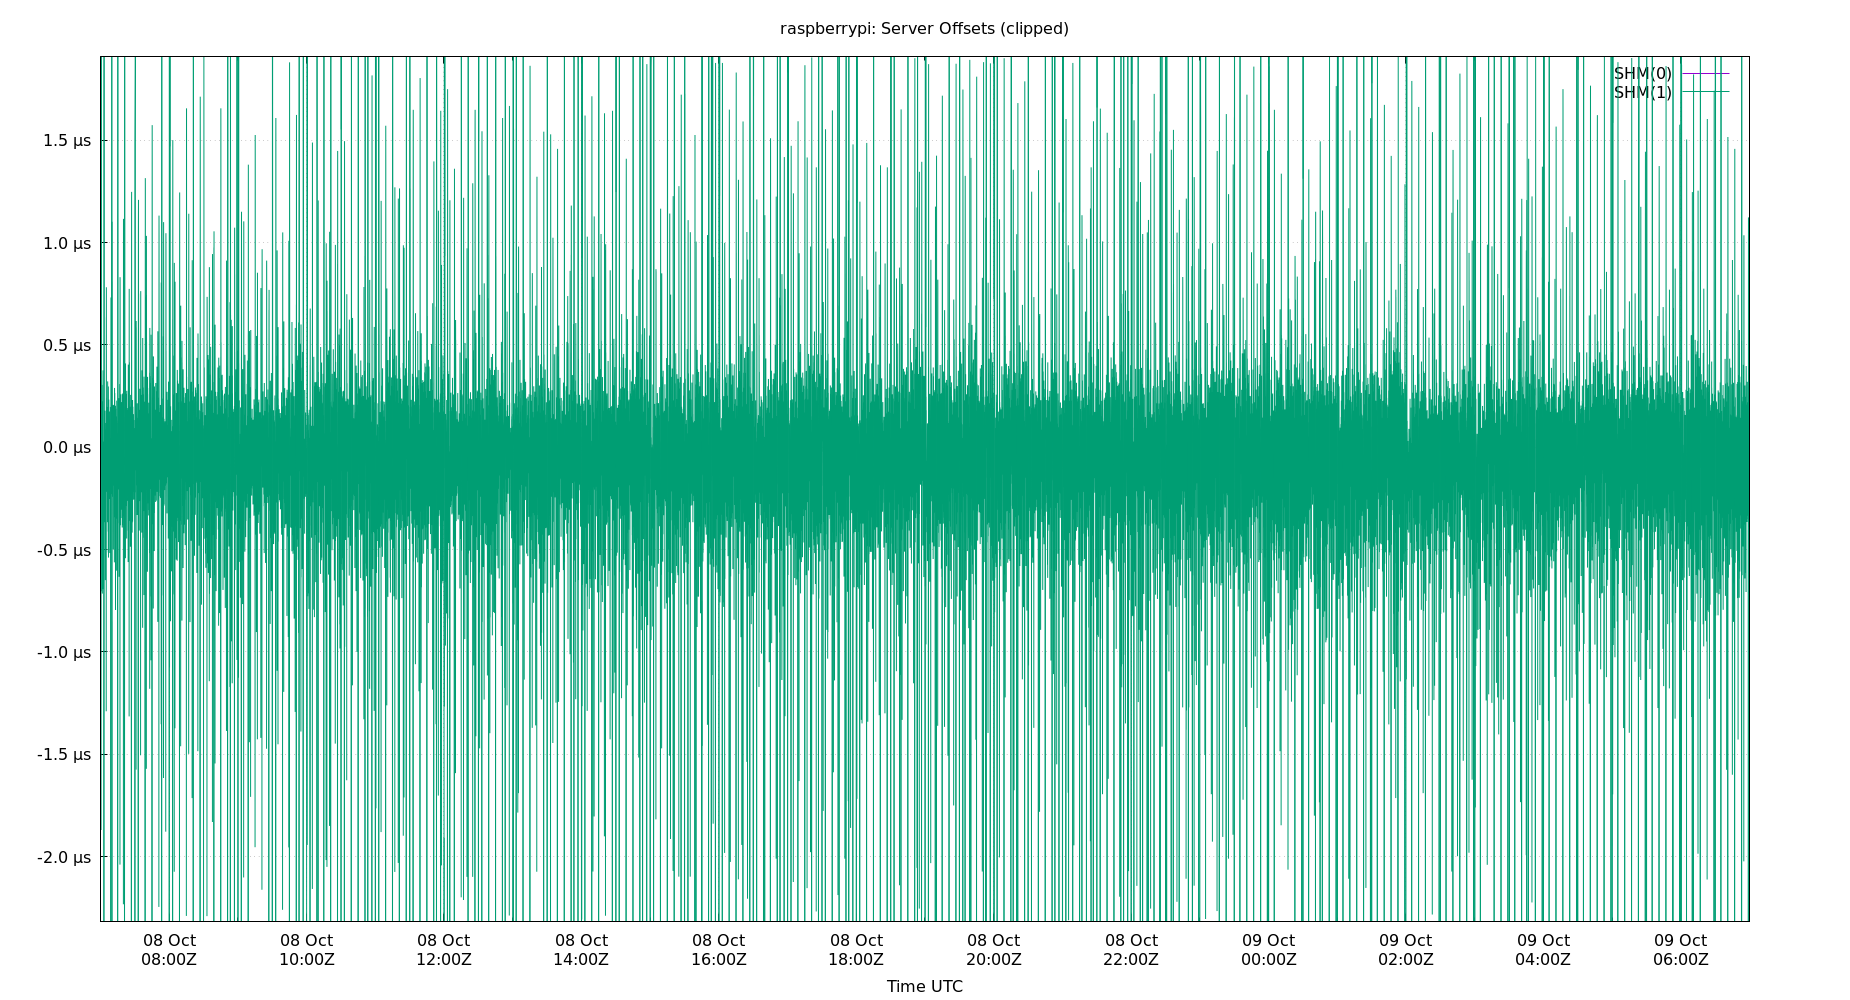 raspberrypi: Server Offsets (clipped)
SHM(0)
SHM(1)
1.5 µs
1.0 µs
0.5 µs
0.0 µs
-0.5 µs
-1.0 µs
-1.5 µs
-2.0 µs
08 Oct 08 Oct 08 Oct 08 Oct 08 Oct 08 Oct 08 Oct 08 Oct 09 Oct 09 Oct 09 Oct 09 Oct
08:00Z 10:00Z 12:00Z 14:00Z 16:00Z 18:00Z 20:00Z 22:00Z 00:00Z 02:00Z 04:00Z 06:00Z
Time UTC